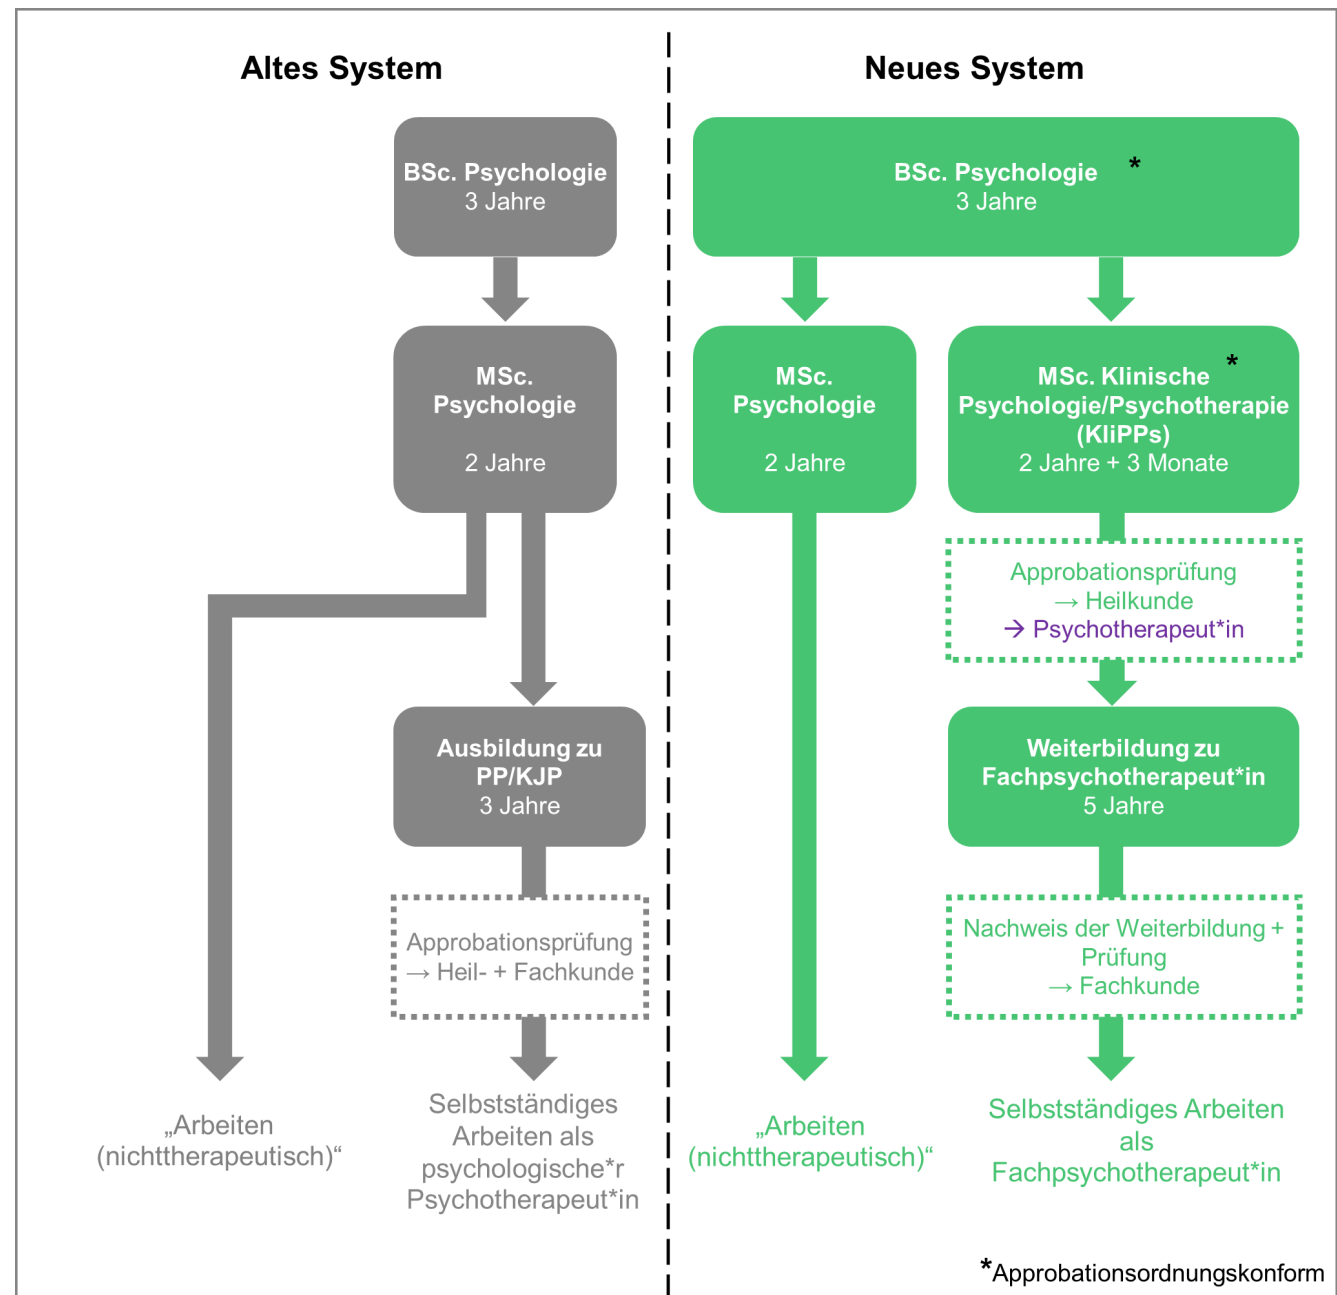 Altes System
BSc. Psychologie
3 Jahre
MSc.
Psychologie
2 Jahre
Ausbildung zu
PP/KJP
3 Jahre
Approbationsprüfung
→ Heil- + Fachkunde
„Arbeiten
(nichttherapeutisch)“
Selbstständiges
Arbeiten als
psychologische*r
Psychotherapeut*in
Neues System
BSc. Psychologie *
3 Jahre
MSc.
Psychologie
2 Jahre
MSc. Klinische *
Psychologie/Psychotherapie
(KliPPs)
2 Jahre + 3 Monate
Approbationsprüfung
→ Heilkunde
→ Psychotherapeut*in
Weiterbildung zu
Fachpsychotherapeut*in
5 Jahre
Nachweis der Weiterbildung +
Prüfung
→ Fachkunde
„Arbeiten
(nichttherapeutisch)“
Selbstständiges Arbeiten
als
Fachpsychotherapeut*in
*Approbationsordnungskonform